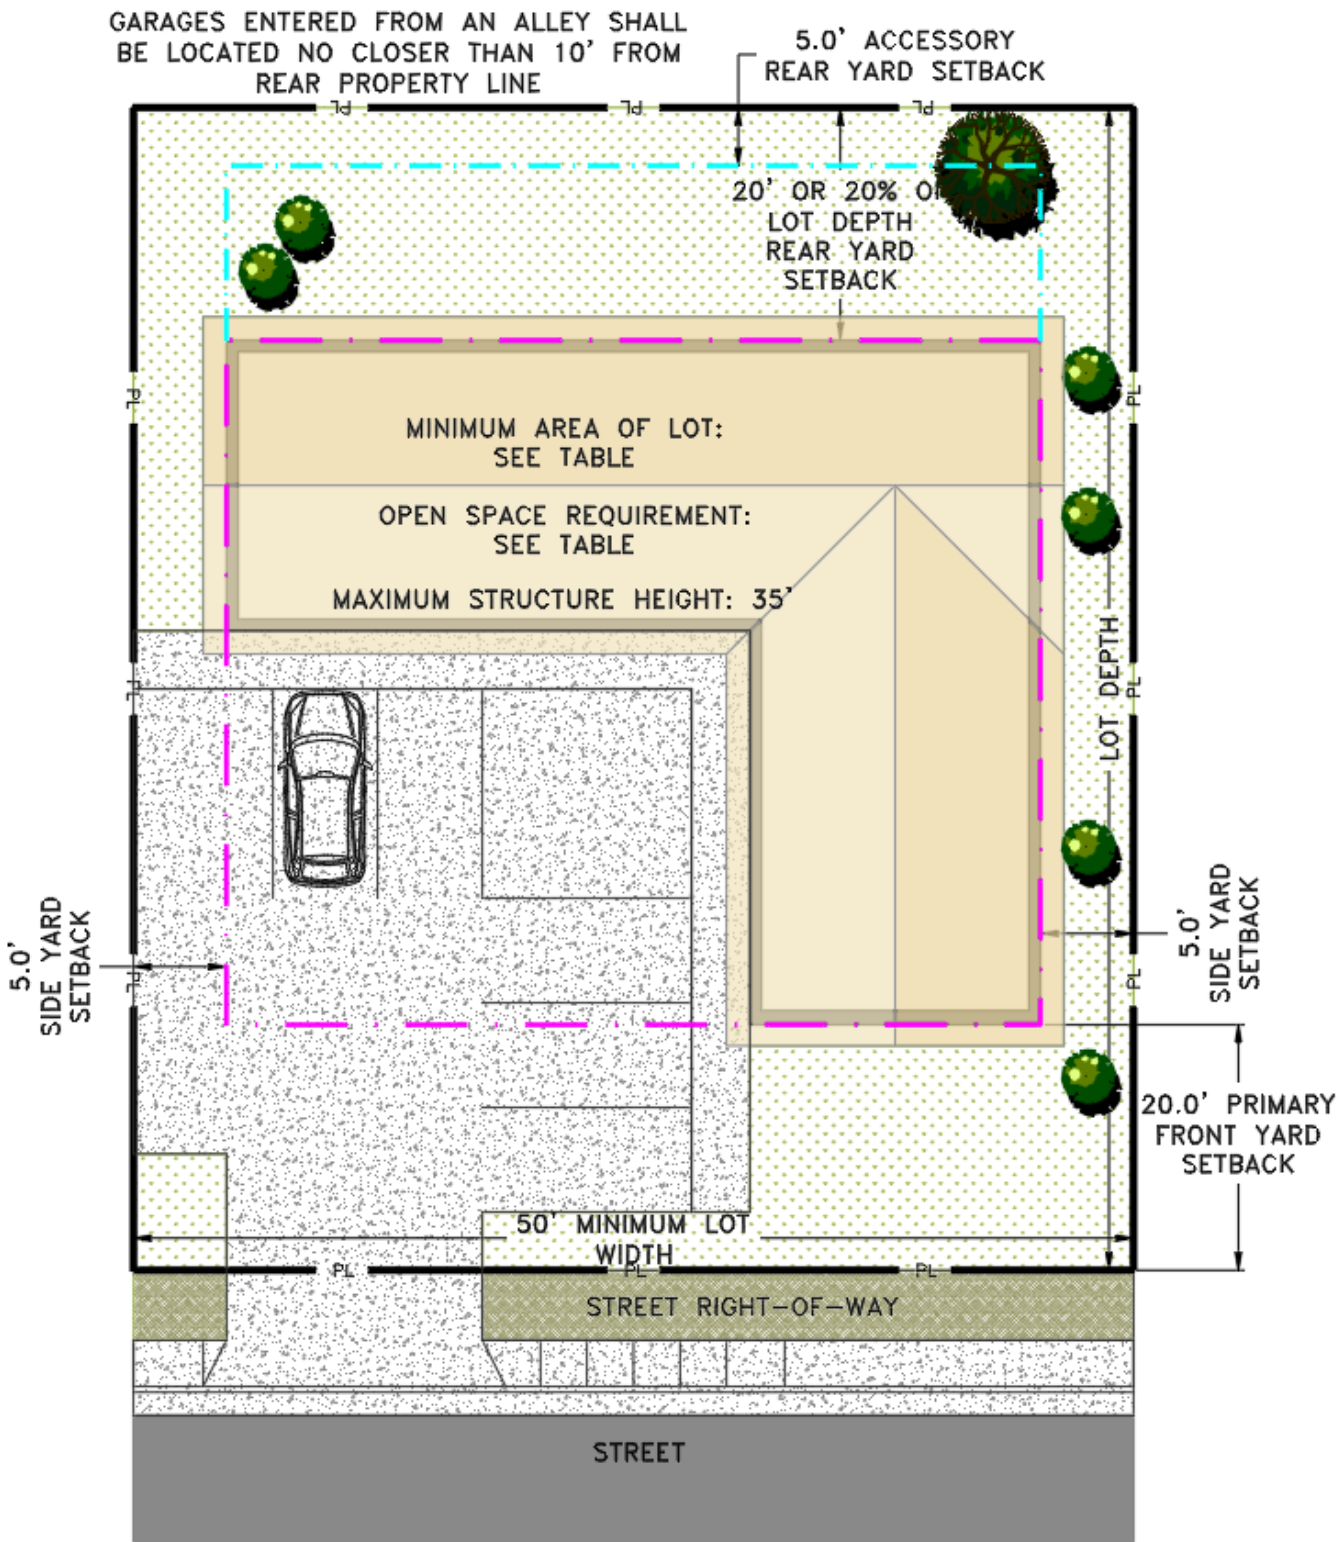 GARAGES ENTERED FROM AN ALLEY SHALL
BE LOCATED NO CLOSER THAN 10' FROM
REAR PROPERTY LINE
5.0' ACCESSORY
REAR YARD SETBACK
PL PL PL
20' OR 20%
LOT DEPTH
REAR YARD
SETBACK
PL
PL
MINIMUM AREA OF LOT:
SEE TABLE
OPEN SPACE REQUIREMENT:
SEE TABLE
MAXIMUM STRUCTURE HEIGHT: 35'
LOT DEPTH
PL
PL
5.0'
SIDE YARD
SETBACK
5.0'
SIDE YARD
SETBACK
PL
PL
20.0' PRIMARY
FRONT YARD
SETBACK
50' MINIMUM LOT
WIDTH
PL PL PL
STREET RIGHT-OF-WAY
STREET